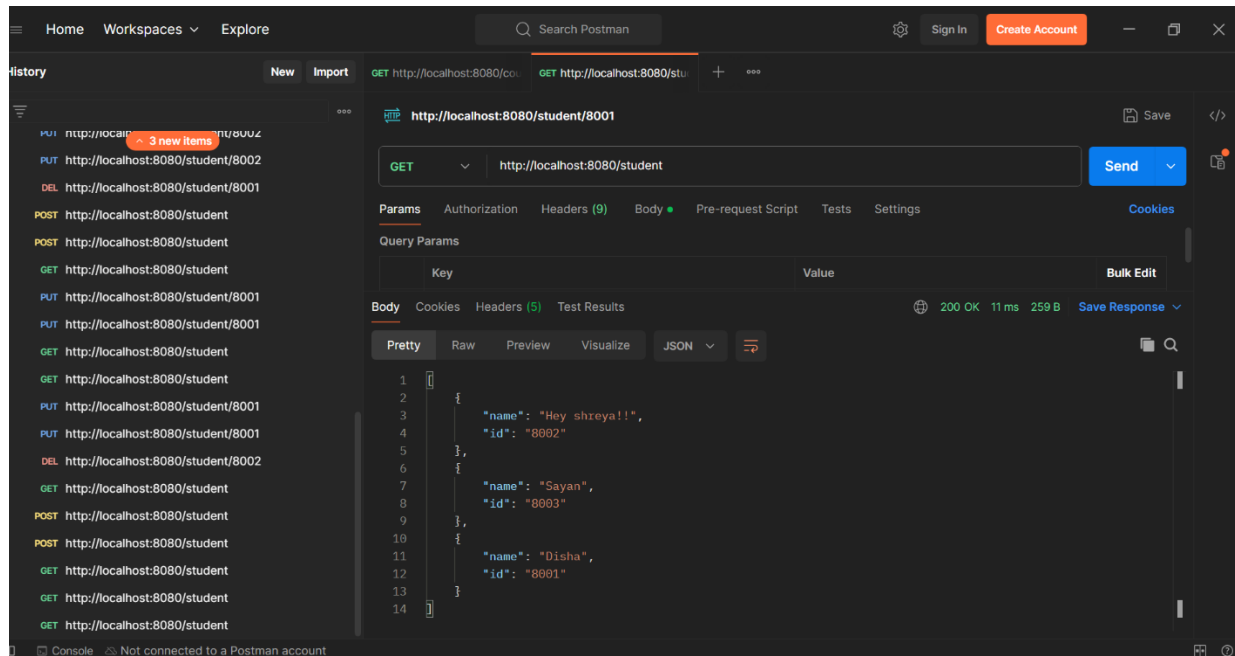 Home Workspaces Explore Search Postman Sign In Create Account
History New Import
GET http://localhost:8080/cou GET http://localhost:8080/stu
3 new items
PUT http://localhost:8080/student/8002
DEL http://localhost:8080/student/8001
POST http://localhost:8080/student
POST http://localhost:8080/student
GET http://localhost:8080/student
PUT http://localhost:8080/student/8001
PUT http://localhost:8080/student/8001
GET http://localhost:8080/student
GET http://localhost:8080/student
PUT http://localhost:8080/student/8001
PUT http://localhost:8080/student/8001
DEL http://localhost:8080/student/8002
GET http://localhost:8080/student
POST http://localhost:8080/student
POST http://localhost:8080/student
GET http://localhost:8080/student
GET http://localhost:8080/student
GET http://localhost:8080/student
HTTP http://localhost:8080/student/8001 Save </>
GET http://localhost:8080/student Send
Params Authorization Headers (9) Body Pre-request Script Tests Settings Cookies
Query Params
Key Value Bulk Edit
Body Cookies Headers (5) Test Results 200 OK 11 ms 259 B Save Response
Pretty Raw Preview Visualize JSON
1 [
2 {
3 "name": "Hey shreya!!",
4 "id": "8002"
5 },
6 {
7 "name": "Sayan",
8 "id": "8003"
9 },
10 {
11 "name": "Disha",
12 "id": "8001"
13 }
14 ]
Console Not connected to a Postman account